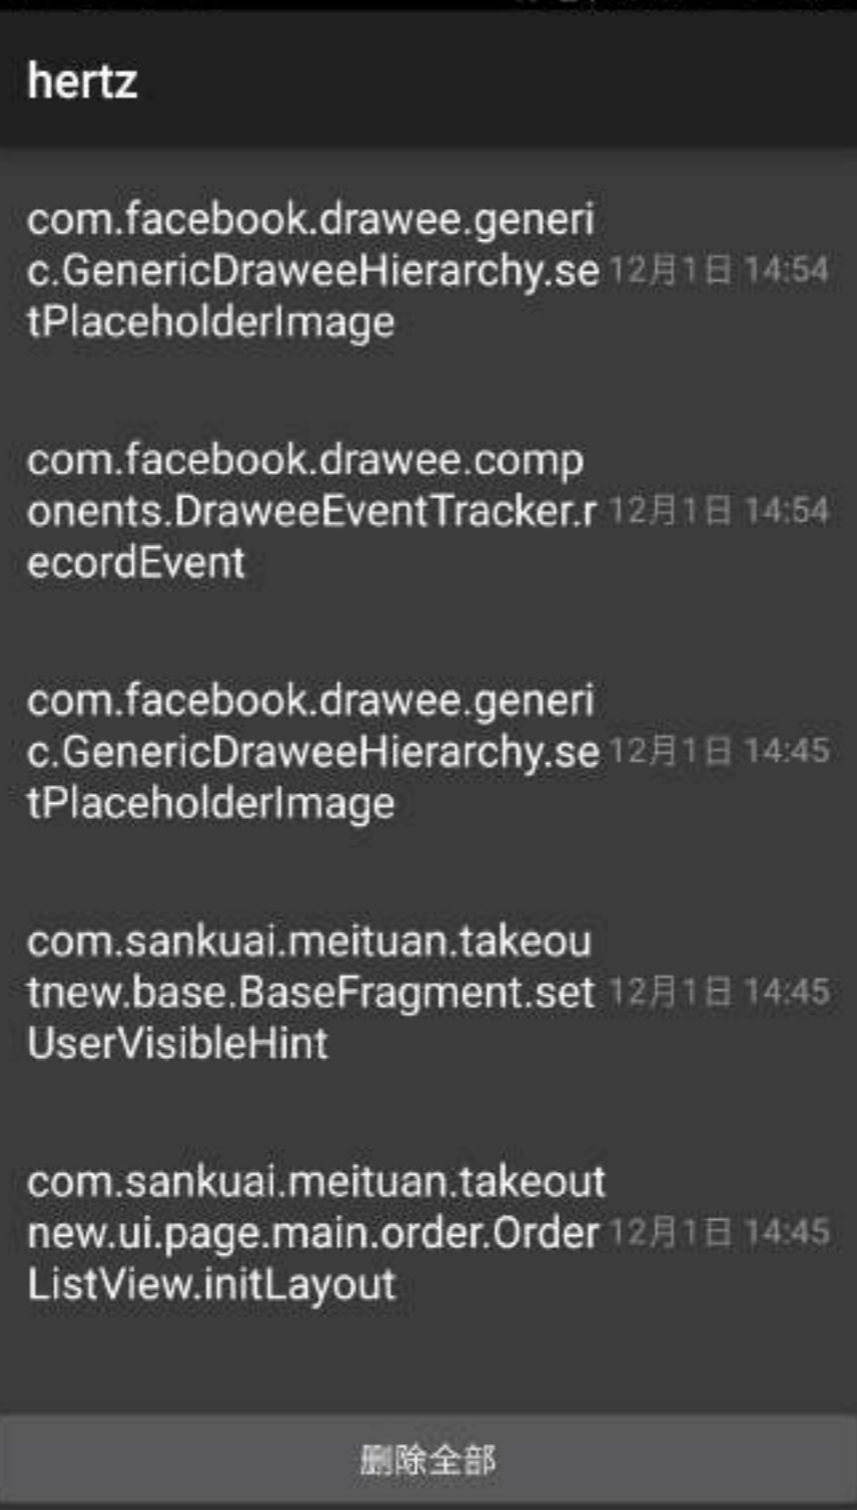 hertz
com.facebook.drawee.generi
c.GenericDraweeHierarchy.se 12月1日 14:54
tPlaceholderImage
com.facebook.drawee.comp
onents.DraweeEventTracker.r 12月1日 14:54
ecordEvent
com.facebook.drawee.generi
c.GenericDraweeHierarchy.se 12月1日 14:45
tPlaceholderImage
com.sankuai.meituan.takeou
tnew.base.BaseFragment.set 12月1日 14:45
UserVisibleHint
com.sankuai.meituan.takeout
new.ui.page.main.order.Order 12月1日 14:45
ListView.initLayout
删除全部